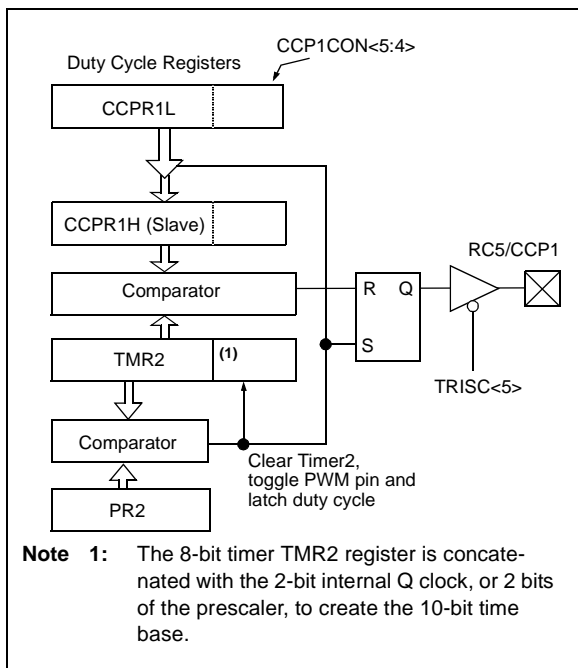 CCP1CON<5:4>
Duty Cycle Registers
CCPR1L
CCPR1H (Slave)
RC5/CCP1
Comparator
R Q
TMR2
(1)
S
TRISC<5>
Comparator
Clear Timer2,
toggle PWM pin and
latch duty cycle
PR2
Note 1: The 8-bit timer TMR2 register is concate-
nated with the 2-bit internal Q clock, or 2 bits
of the prescaler, to create the 10-bit time
base.